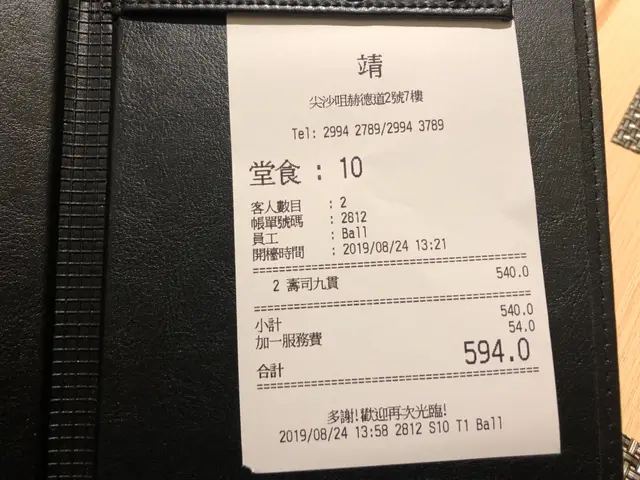 靖
尖沙咀赫德道2號7樓
Tel: 2994 2789/2994 3789
堂食 : 10
客人數目 : 2
帳單號碼 : 2812
員工 : Ball
開檯時間 : 2019/08/24 13:21
2 壽司九貫 540.0
小計 540.0
加一服務費 54.0
合計 594.0
多謝!歡迎再次光臨!
2019/08/24 13:58 2812 S10 T1 Ball